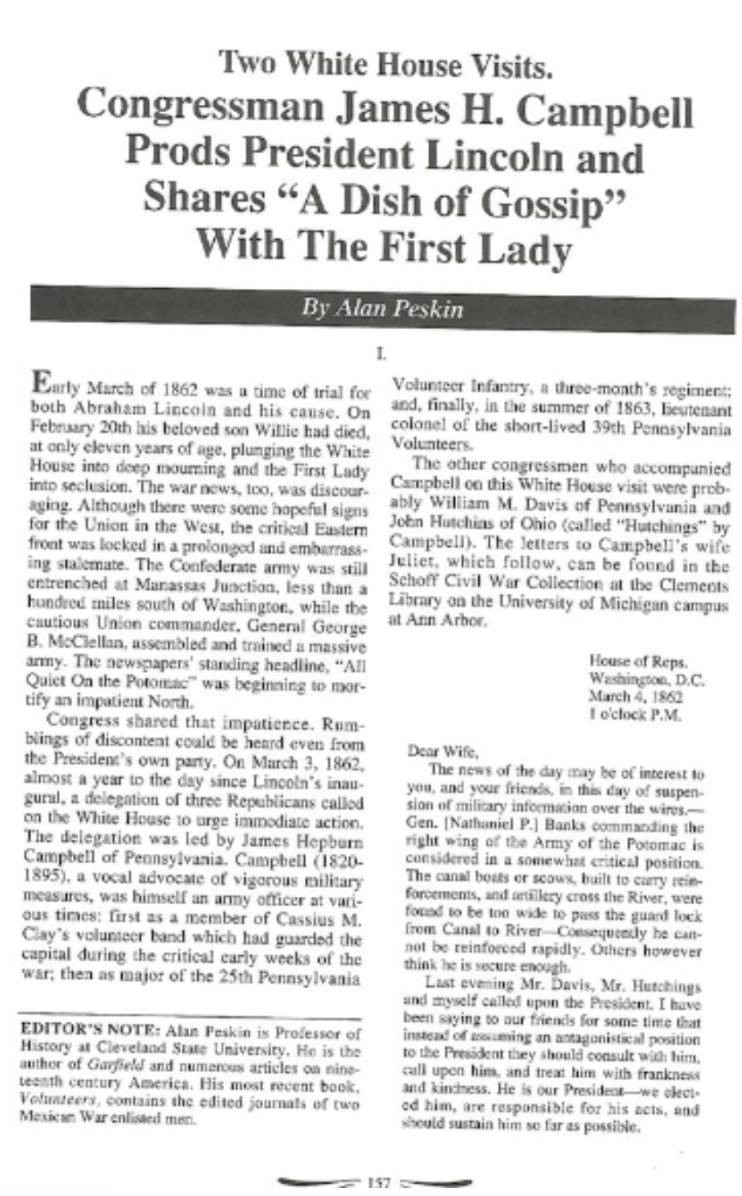 Two White House Visits.
Congressman James H. Campbell
Prods President Lincoln and
Shares “A Dish of Gossip”
With The First Lady
By Alan Peskin
I.
Early March of 1862 was a time of trial for
both Abraham Lincoln and his cause. On
February 20th his beloved son Willie had died,
at only eleven years of age, plunging the White
House into deep mourning and the First Lady
into seclusion. The war news, too, was discour-
aging. Although there were some hopeful signs
for the Union in the West, the critical Eastern
front was locked in a prolonged and embarrass-
ing stalemate. The Confederate army was still
entrenched at Manassas Junction, less than a
hundred miles south of Washington, while the
cautious Union commander, General George
B. McClellan, assembled and trained a massive
army. The newspapers' standing headline, “All
Quiet On the Potomac” was beginning to mor-
tify an impatient North.
Congress shared that impatience. Rum-
blings of discontent could be heard even from
the President's own party. On March 3, 1862,
almost a year to the day since Lincoln's inau-
gural, a delegation of three Republicans called
on the White House to urge immediate action.
The delegation was led by James Hepburn
Campbell of Pennsylvania. Campbell (1820-
1895), a vocal advocate of vigorous military
measures, was himself an army officer at vari-
ous times: first as a member of Cassius M.
Clay's volunteer band which had guarded the
capital during the critical early weeks of the
war; then as major of the 25th Pennsylvania
EDITOR'S NOTE: Alan Peskin is Professor of
History at Cleveland State University. He is the
author of Garfield and numerous articles on nine-
teenth century America. His most recent book,
Volunteers, contains the edited journals of two
Mexican War enlisted men.
Volunteer Infantry, a three-month's regiment;
and, finally, in the summer of 1863, lieutenant
colonel of the short-lived 39th Pennsylvania
Volunteers.
The other congressmen who accompanied
Campbell on this White House visit were prob-
ably William M. Davis of Pennsylvania and
John Hutchins of Ohio (called “Hutchings” by
Campbell). The letters to Campbell's wife
Juliet, which follow, can be found in the
Schoff Civil War Collection at the Clements
Library on the University of Michigan campus
at Ann Arbor.
House of Reps.
Washington, D.C.
March 4, 1862
1 o'clock P.M.
Dear Wife,
The news of the day may be of interest to
you, and your friends, in this day of suspen-
sion of military information over the wires.—
Gen. [Nathaniel P.] Banks commanding the
right wing of the Army of the Potomac is
considered in a somewhat critical position.
The canal boats or scows, built to carry rein-
forcements, and artillery cross the River, were
found to be too wide to pass the guard lock
from Canal to River—Consequently he can-
not be reinforced rapidly. Others however
think he is secure enough.
Last evening Mr. Davis, Mr. Hutchings
and myself called upon the President. I have
been saying to our friends for some time that
instead of assuming an antagonistical position
to the President they should consult with him,
call upon him, and treat him with frankness
and kindness. He is our President—we elect-
ed him, are responsible for his acts, and
should sustain him so far as possible.
157